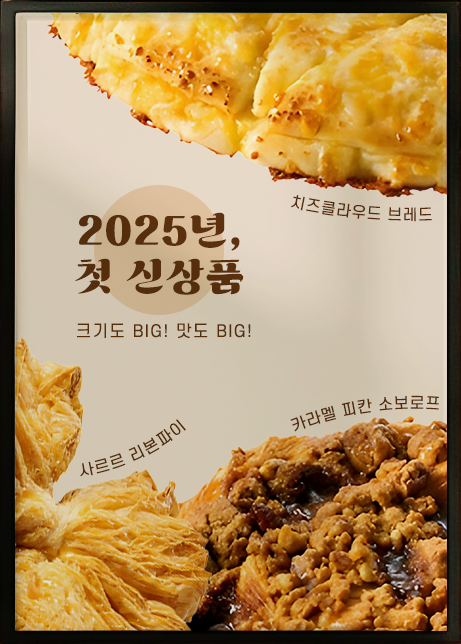 치즈클라우드 브레드
2025년,
첫 신상품
크기도 BIG! 맛도 BIG!
카라멜 피칸 소보로프
사르르 리본파이